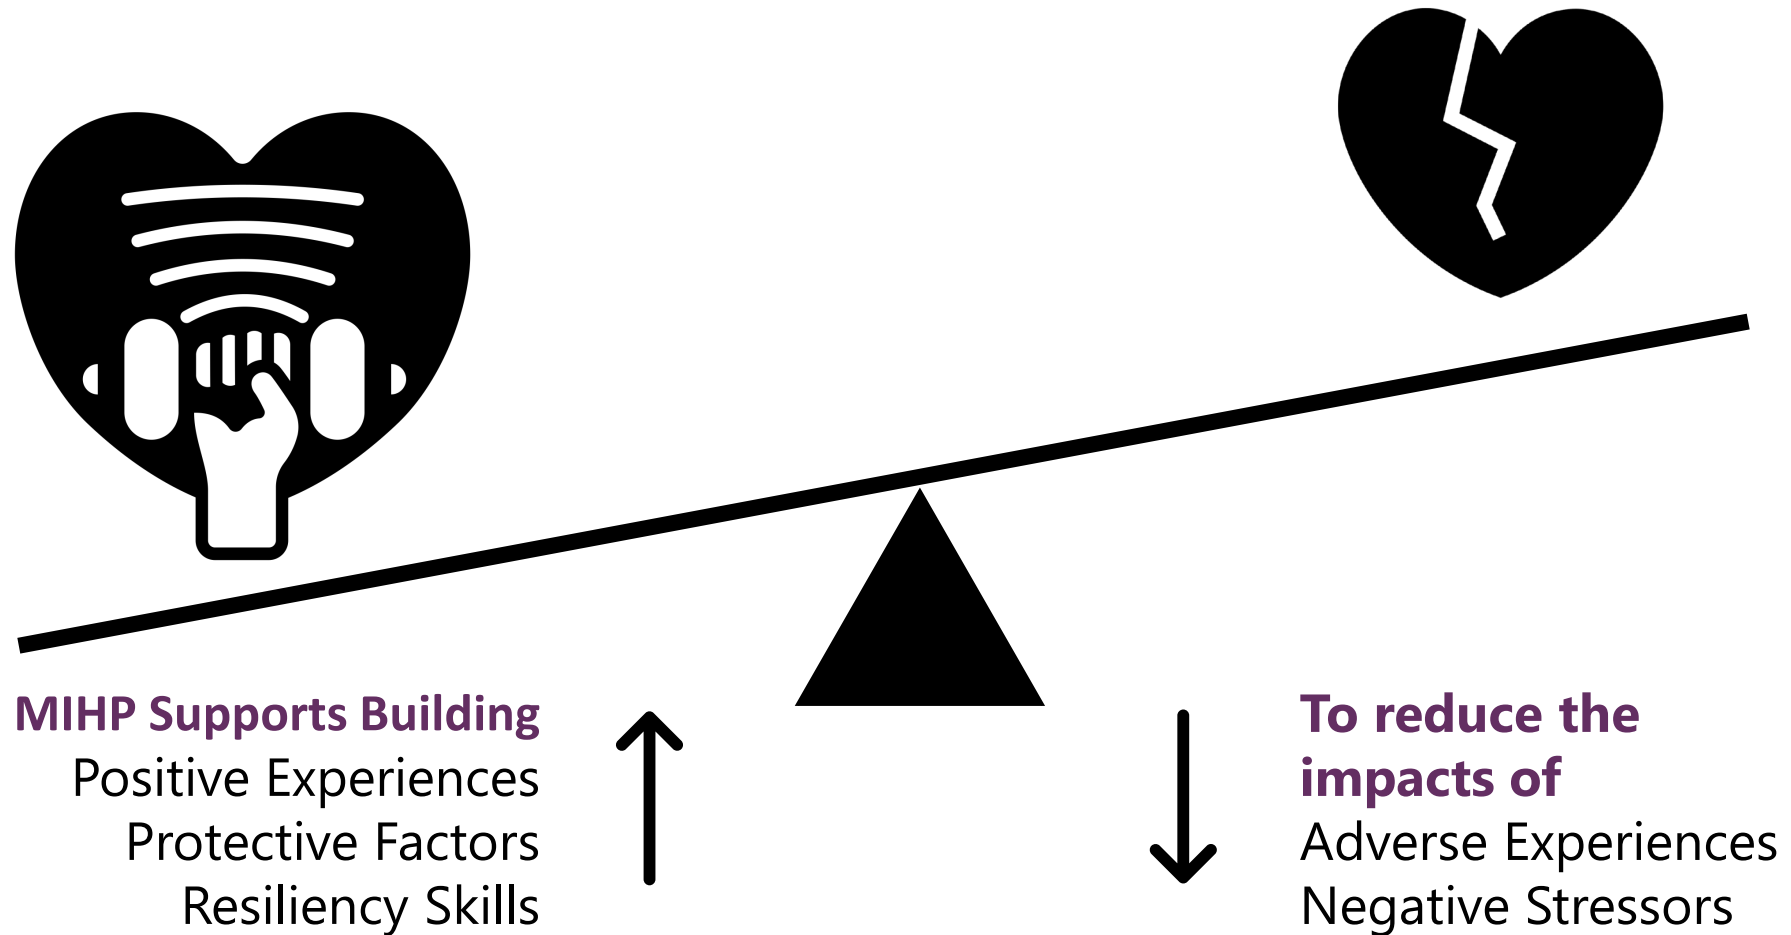 MIHP Supports Building
Positive Experiences
Protective Factors
Resiliency Skills
To reduce the
impacts of
Adverse Experiences
Negative Stressors